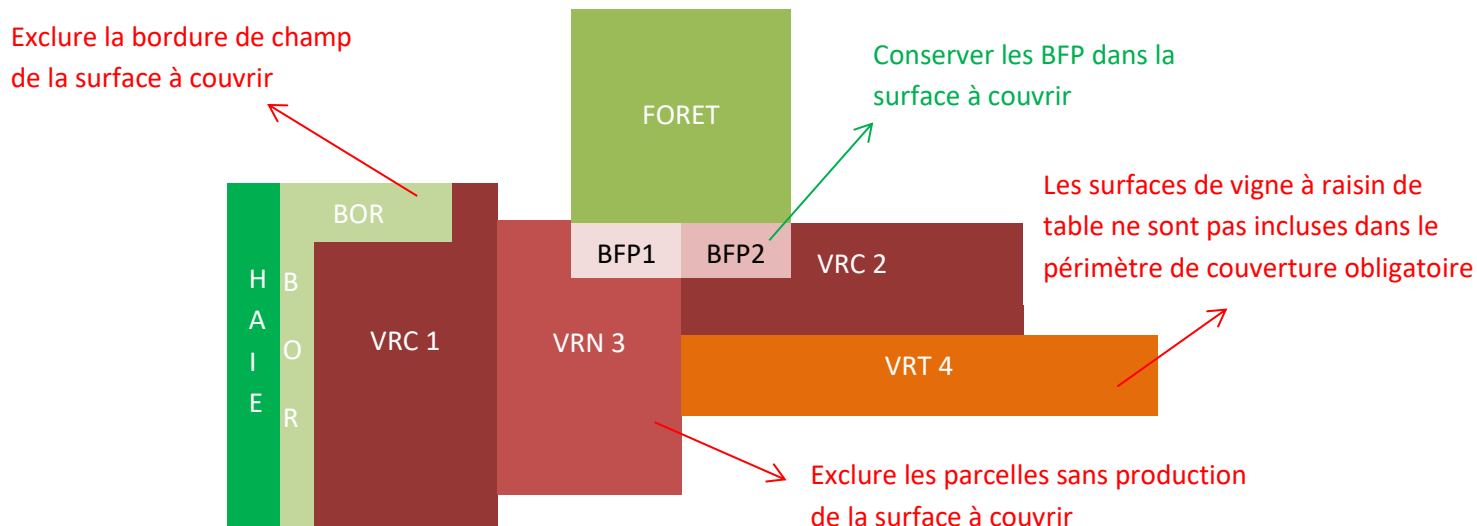 Exclure la bordure de champ
de la surface à couvrir
Conserver les BFP dans la
surface à couvrir
FORET
Les surfaces de vigne à raisin de
table ne sont pas incluses dans le
périmètre de couverture obligatoire
BOR
BFP1
BFP2
VRC 2
H
A
I
E
B
O
R
VRC 1
VRN 3
VRT 4
Exclure les parcelles sans production
de la surface à couvrir